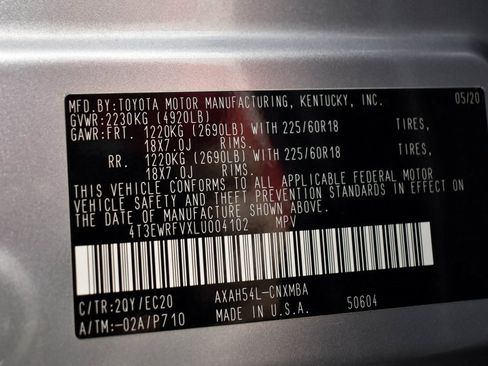 MFD.BY:TOYOTA MOTOR MANUFACTURING, KENTUCKY, INC. 05/20
GVWR:2230KG (4920LB)
GAWR:FRT. 1220KG (2690LB) WITH 225/60R18 TIRES,
18X7.0J RIMS.
RR. 1220KG (2690LB) WITH 225/60R18 TIRES,
18X7.0J RIMS.
THIS VEHICLE CONFORMS TO ALL APPLICABLE FEDERAL MOTOR
VEHICLE SAFETY AND THEFT PREVENTION STANDARDS IN EFFECT ON
THE DATE OF MANUFACTURE SHOWN ABOVE.
4T3EWRFVXLU004102 MPV
C/TR:2QY/EC20 AXAH54L-CNXMBA
A/TM:-02A/P710 MADE IN U.S.A. 50604